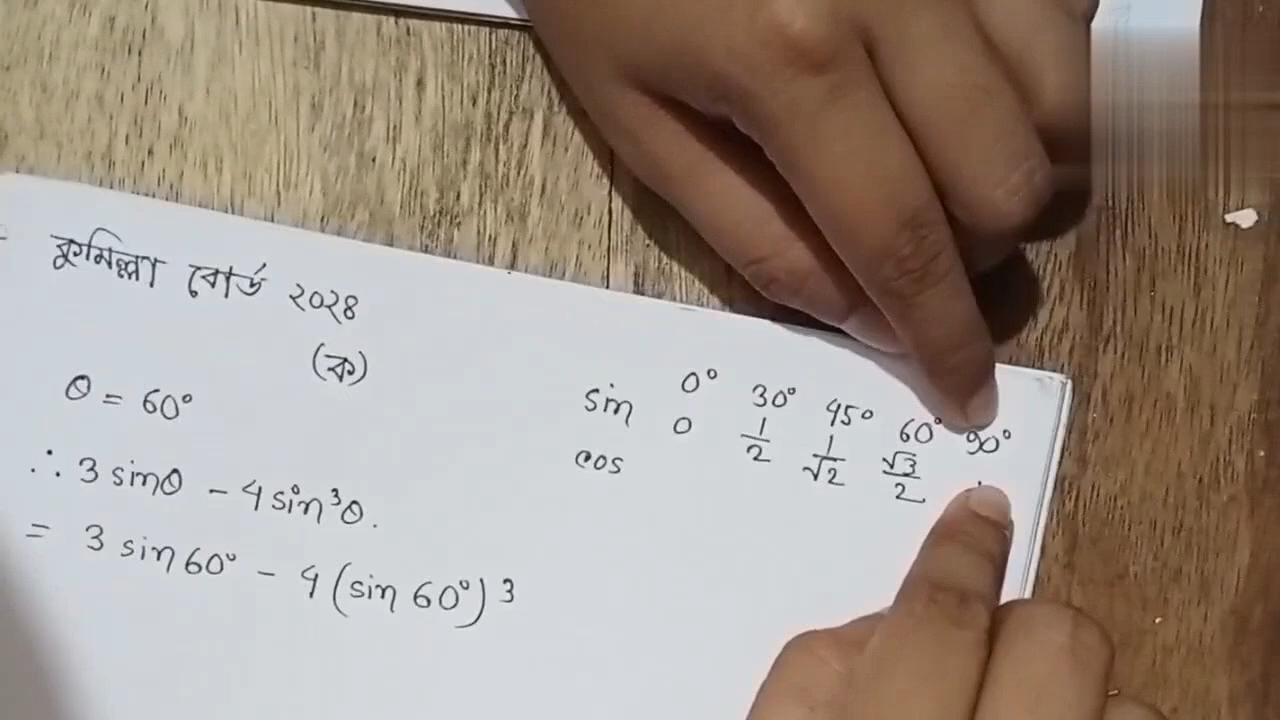 কুমিল্লা বোর্ড ২০২৪
(ক)
θ = 60°
∴ 3 sinθ - 4 sin³θ.
= 3 sin 60° - 4 (sin 60°)³
0° 30° 45° 60° 90°
sin 0 1/2 1/√2 √3/2
cos